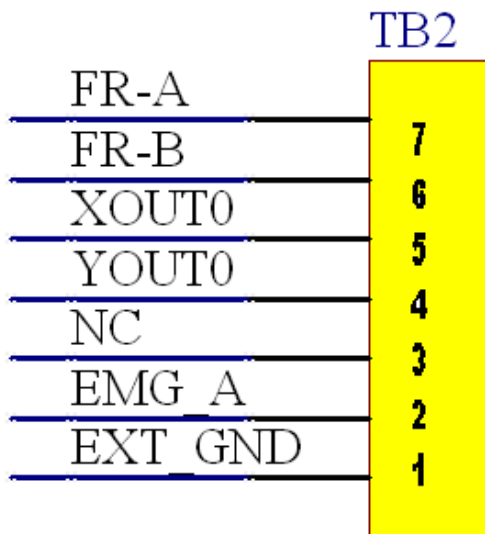 TB2
FR-A
7
FR-B
6
XOUT0
5
YOUT0
4
NC
3
EMG_A
2
EXT_GND
1